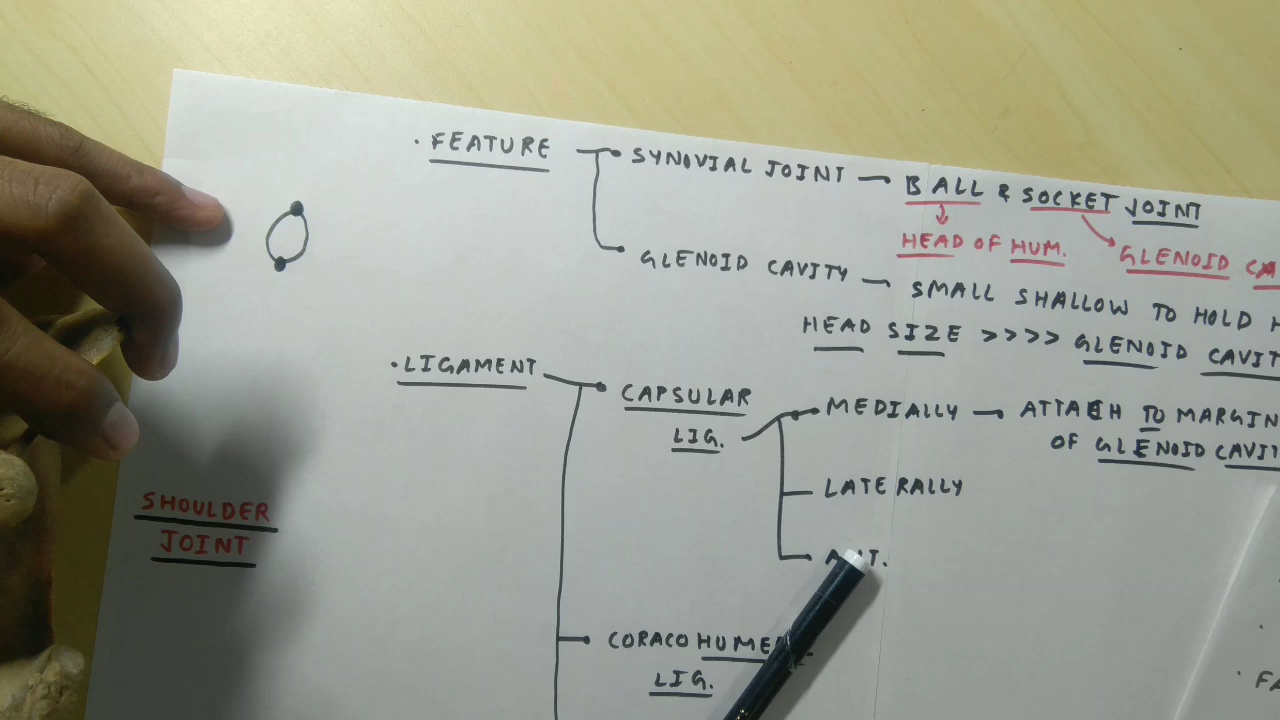 . FEATURE
SYNOVIAL JOINT
BALL & SOCKET JOINT
HEAD OF HUM.
GLENOID
GLENOID CAVITY
SMALL SHALLOW TO HOLD
HEAD SIZE >>>> GLENOID
. LIGAMENT
CAPSULAR
LIG.
MEDIALLY
ATTACH TO MARGIN
OF GLENOID
LATERALLY
SHOULDER
JOINT
CORACO
LIG.